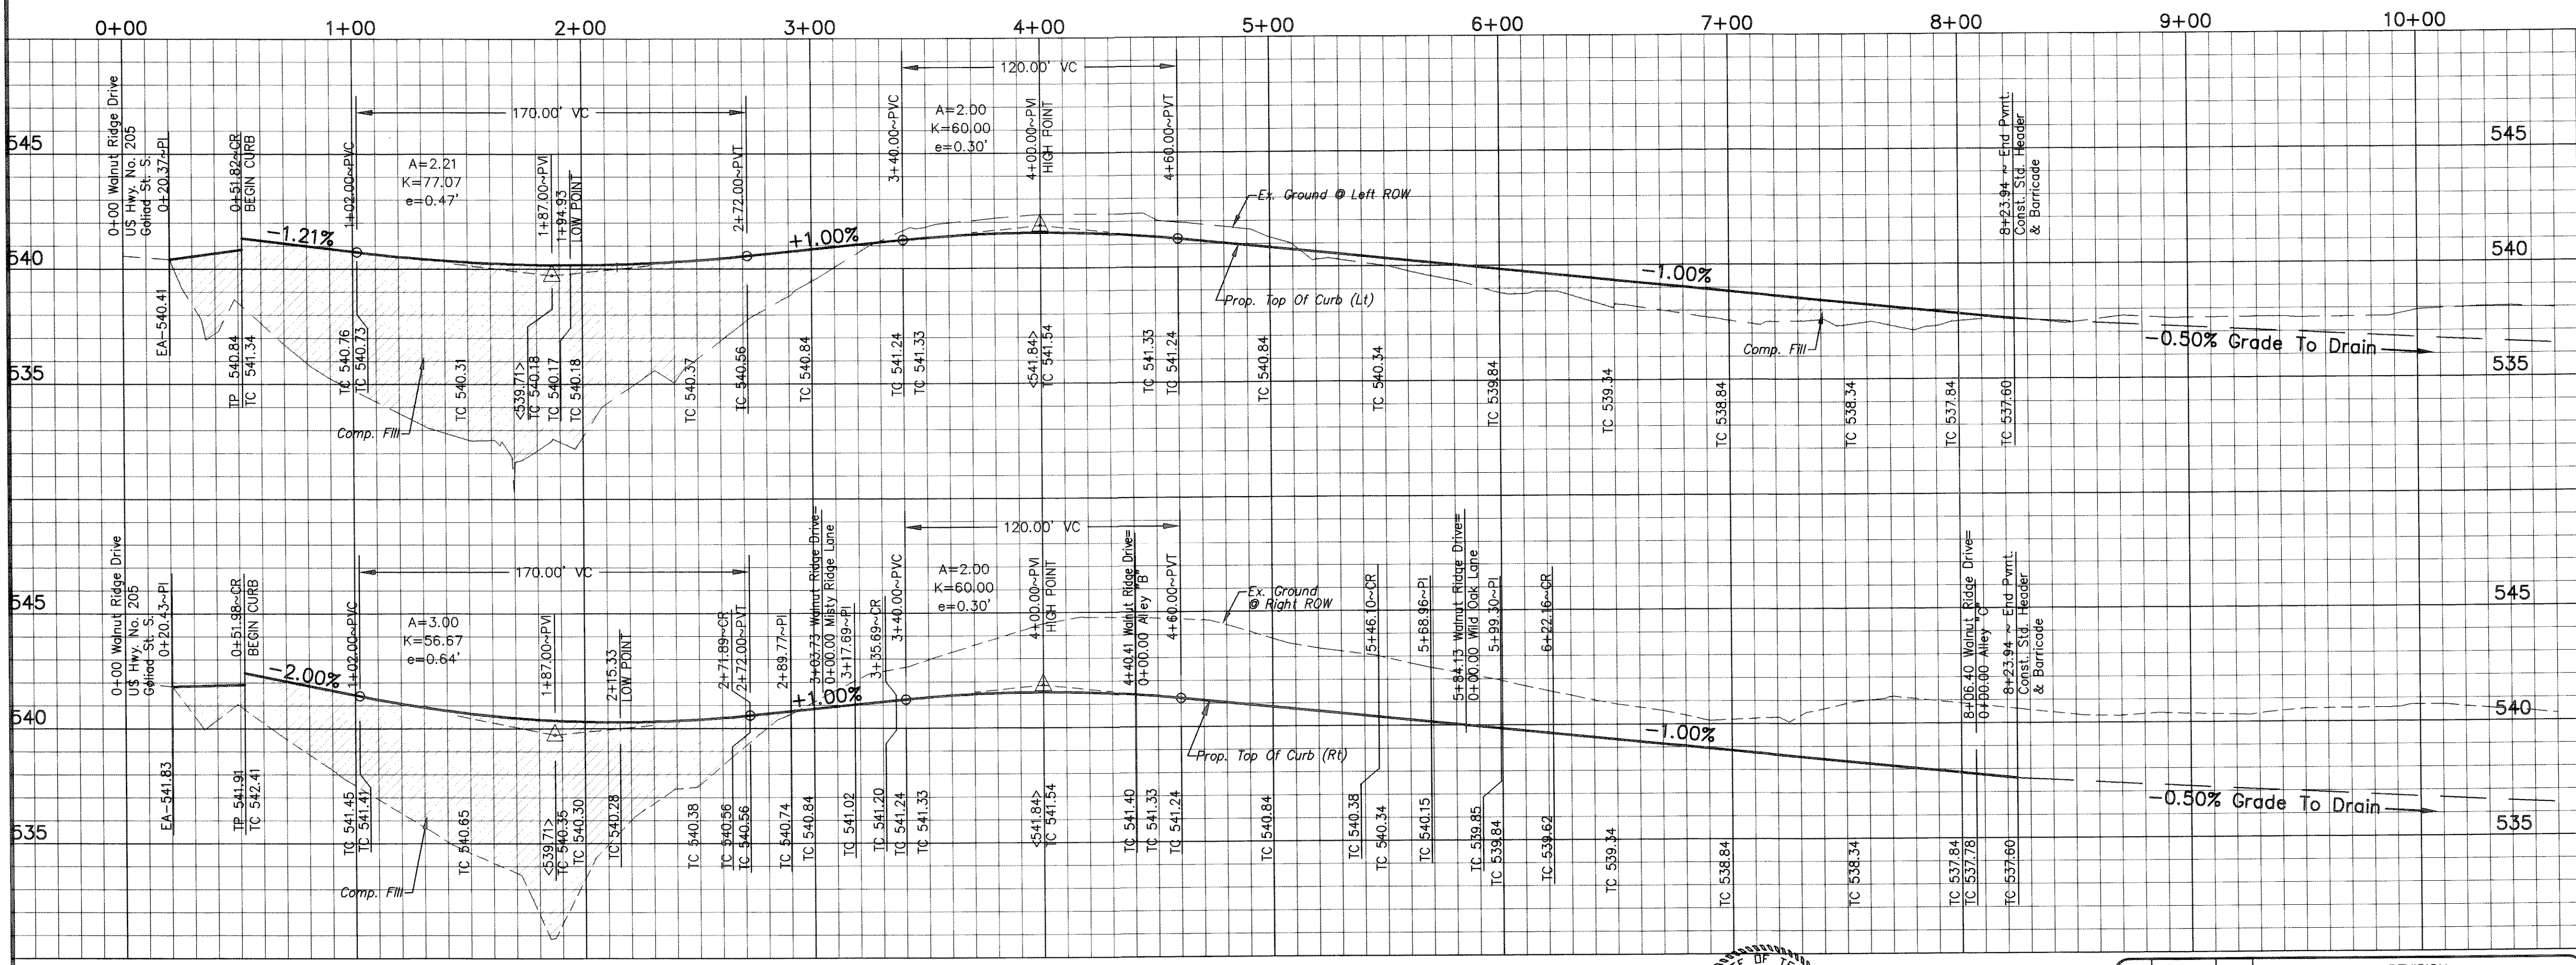 0+00 1+00 2+00 3+00 4+00 5+00 6+00 7+00 8+00 9+00 10+00
0+00 Walnut Ridge Drive
US Hwy. No. 205
Goliad St. S.
0+20.37~PI
0+51.82~CR
BEGIN CURB
1+02.00~PVC
170.00' VC
A=2.21
K=77.07
e=0.47'
1+87.00~PVI
1+94.93
LOW POINT
2+72.00~PVT
3+40.00~PVC
120.00' VC
A=2.00
K=60.00
e=0.30'
4+00.00~PVI
HIGH POINT
4+60.00~PVT
8+23.94 ~ End Pvmt.
Const. Std. Header
& Barricade
545
545
540
540
535
535
-1.21%
+1.00%
Ex. Ground @ Left ROW
Prop. Top Of Curb (Lt)
-1.00%
Comp. Fill
Comp. Fill
-0.50% Grade To Drain
EA-540.41
TP 540.84
TC 541.34
TC 540.76
TC 540.73
TC 540.31
<539.71>
TC 540.18
TC 540.17
TC 540.18
TC 540.37
TC 540.56
TC 540.84
TC 541.24
TC 541.33
<541.84>
TC 541.54
TC 541.33
TC 541.24
TC 540.84
TC 540.34
TC 539.84
TC 539.34
TC 538.84
TC 538.34
TC 537.84
TC 537.60
0+00 Walnut Ridge Drive
US Hwy. No. 205
Goliad St. S.
0+20.43~PI
0+51.98~CR
BEGIN CURB
1+02.00~PVC
170.00' VC
A=3.00
K=56.67
e=0.64'
1+87.00~PVI
2+15.33
LOW POINT
2+71.89~CR
2+72.00~PVT
2+89.77~PI
3+03.73 Walnut Ridge Drive=
0+00.00 Misty Ridge Lane
3+17.69~PI
3+35.69~CR
3+40.00~PVC
120.00' VC
A=2.00
K=60.00
e=0.30'
4+00.00~PVI
HIGH POINT
4+40.41 Walnut Ridge Drive=
0+00.00 Alley "B"
4+60.00~PVT
Ex. Ground
@ Right ROW
5+46.10~CR
5+68.96~PI
5+84.13 Walnut Ridge Drive=
0+00.00 Wild Oak Lane
5+99.30~PI
6+22.16~CR
8+06.40 Walnut Ridge Drive=
0+00.00 Alley "C"
8+23.94 ~ End Pvmt.
Const. Std. Header
& Barricade
545
545
540
540
535
535
-2.00%
+1.00%
Prop. Top Of Curb (Rt)
-1.00%
Comp. Fill
-0.50% Grade To Drain
EA-541.83
TP 541.91
TC 542.41
TC 541.45
TC 541.41
TC 540.65
<539.71>
TC 540.35
TC 540.30
TC 540.28
TC 540.38
TC 540.56
TC 540.56
TC 540.74
TC 540.84
TC 541.02
TC 541.20
TC 541.24
TC 541.33
<541.84>
TC 541.54
TC 541.40
TC 541.33
TC 541.24
TC 540.84
TC 540.38
TC 540.34
TC 540.15
TC 539.85
TC 539.84
TC 539.62
TC 539.34
TC 538.84
TC 538.34
TC 537.84
TC 537.78
TC 537.60